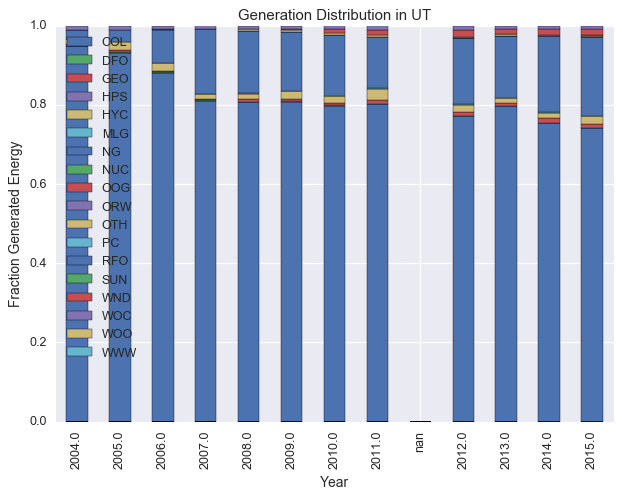 Generation Distribution in UT
1.0
0.8
0.6
0.4
0.2
0.0
Fraction Generated Energy
COL
DFO
GEO
HPS
HYC
MLG
NG
NUC
OOG
ORW
OTH
PC
RFO
SUN
WND
WOC
WOO
WWW
2004.0
2005.0
2006.0
2007.0
2008.0
2009.0
2010.0
2011.0
nan
2012.0
2013.0
2014.0
2015.0
Year